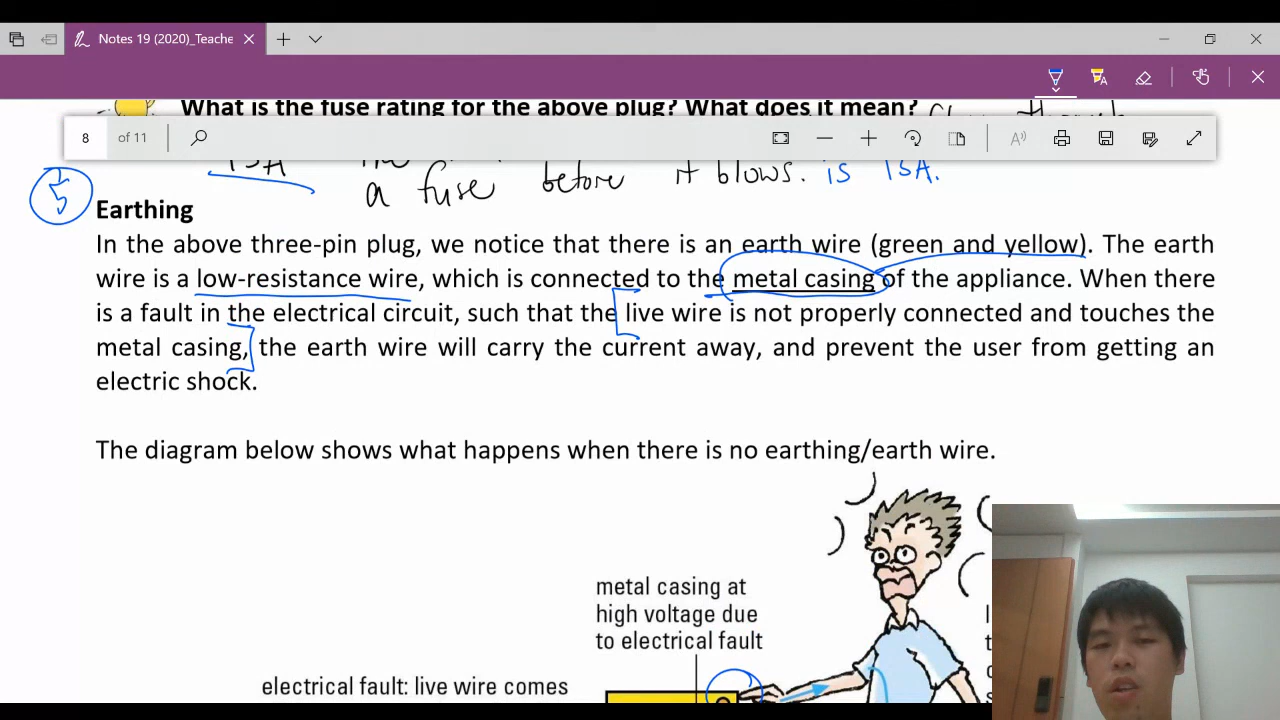 Notes 19 (2020)_Teache
What is the fuse rating for the above plug? What does it mean?
8 of 11
a fuse before it blows. is 13A.
5
Earthing
In the above three-pin plug, we notice that there is an earth wire (green and yellow). The earth
wire is a low-resistance wire, which is connected to the metal casing of the appliance. When there
is a fault in the electrical circuit, such that the live wire is not properly connected and touches the
metal casing, the earth wire will carry the current away, and prevent the user from getting an
electric shock.
The diagram below shows what happens when there is no earthing/earth wire.
metal casing at
high voltage due
to electrical fault
electrical fault: live wire comes